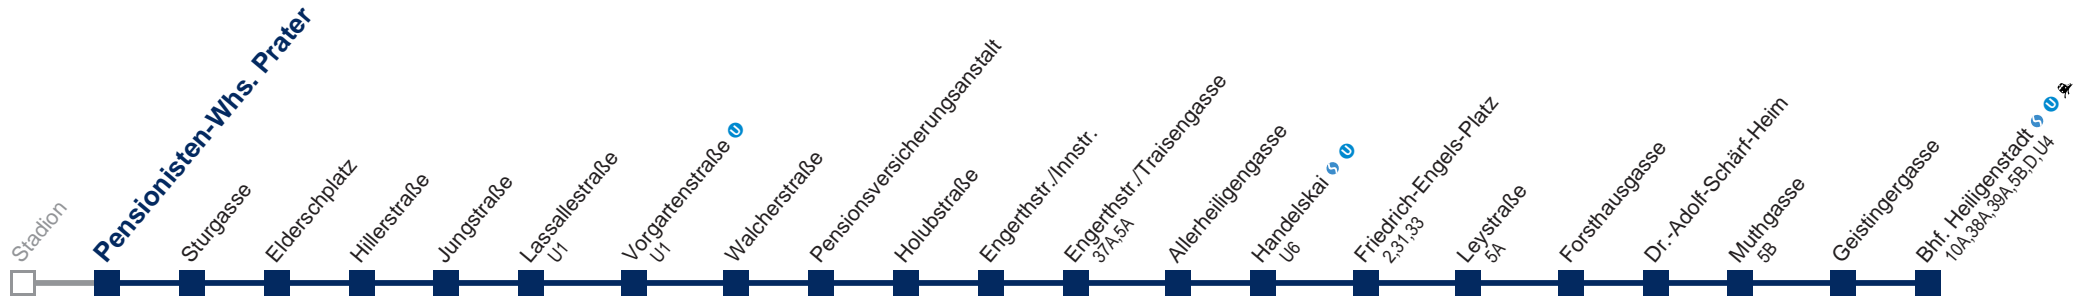 Stadion
Pensionisten-Whs. Prater
Sturgasse
Elderschplatz
Hillerstraße
Jungstraße
Lassallestraße
U1
Vorgartenstraße U
U1
Walcherstraße
Pensionsversicherungsanstalt
Holubstraße
Engerthstr./Innstr.
Engerthstr./Traisengasse
37A,5A
Allerheiligengasse
Handelskai S U
U6
Friedrich-Engels-Platz
2,31,33
Leystraße
5A
Forsthausgasse
Dr.-Adolf-Schärf-Heim
Muthgasse
5B
Geistingergasse
Bhf. Heiligenstadt S U
10A,38A,39A,5B,D,U4